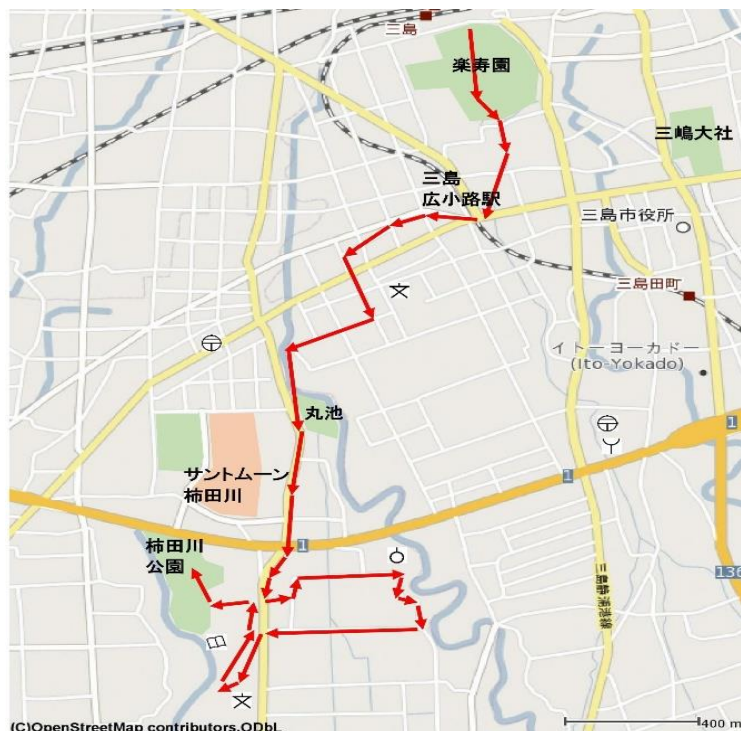 三島
楽寿園
三嶋大社
三島
広小路駅
三島市役所
三島田町
イトーヨーカドー
(Ito-Yokado)
丸池
サントムーン
柿田川
1
1
1
柿田川
公園
136
三島静浦港線
400 m
(C)OpenStreetMap contributors,ODbL